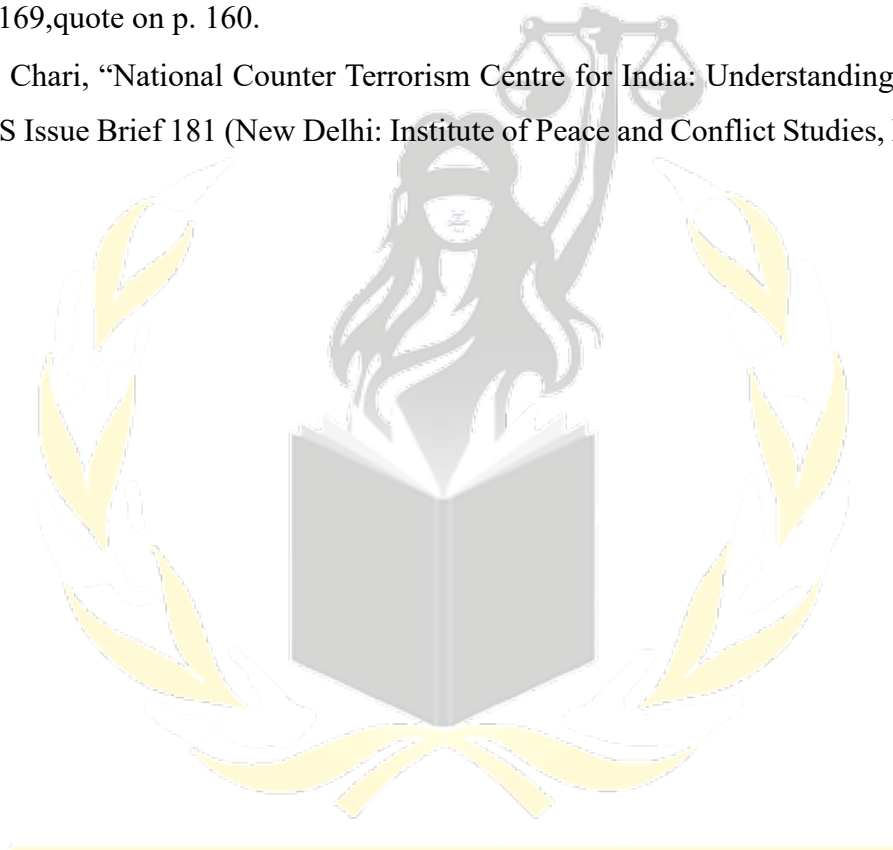 169,quote on p. 160.
Chari, “National Counter Terrorism Centre for India: Understanding
S Issue Brief 181 (New Delhi: Institute of Peace and Conflict Studies,